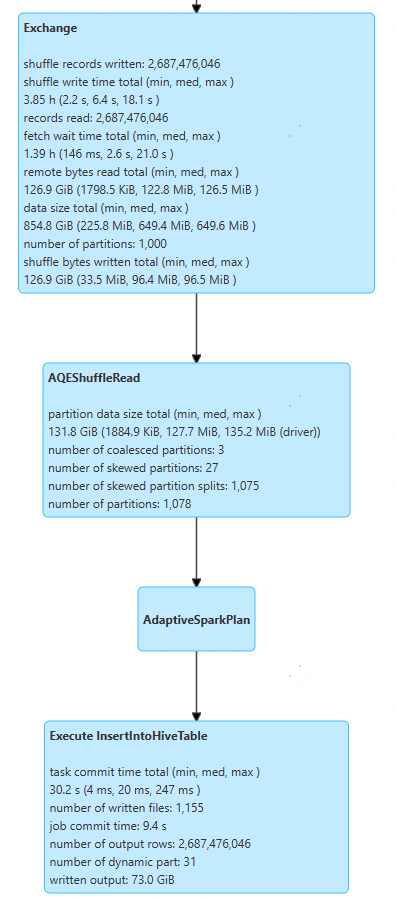 Exchange
shuffle records written: 2,687,476,046
shuffle write time total (min, med, max )
3.85 h (2.2 s, 6.4 s, 18.1 s )
records read: 2,687,476,046
fetch wait time total (min, med, max )
1.39 h (146 ms, 2.6 s, 21.0 s )
remote bytes read total (min, med, max )
126.9 GiB (1798.5 KiB, 122.8 MiB, 126.5 MiB )
data size total (min, med, max )
854.8 GiB (225.8 MiB, 649.4 MiB, 649.6 MiB )
number of partitions: 1,000
shuffle bytes written total (min, med, max )
126.9 GiB (33.5 MiB, 96.4 MiB, 96.5 MiB )
AQEShuffleRead
partition data size total (min, med, max )
131.8 GiB (1884.9 KiB, 127.7 MiB, 135.2 MiB (driver))
number of coalesced partitions: 3
number of skewed partitions: 27
number of skewed partition splits: 1,075
number of partitions: 1,078
AdaptiveSparkPlan
Execute InsertIntoHiveTable
task commit time total (min, med, max )
30.2 s (4 ms, 20 ms, 247 ms )
number of written files: 1,155
job commit time: 9.4 s
number of output rows: 2,687,476,046
number of dynamic part: 31
written output: 73.0 GiB